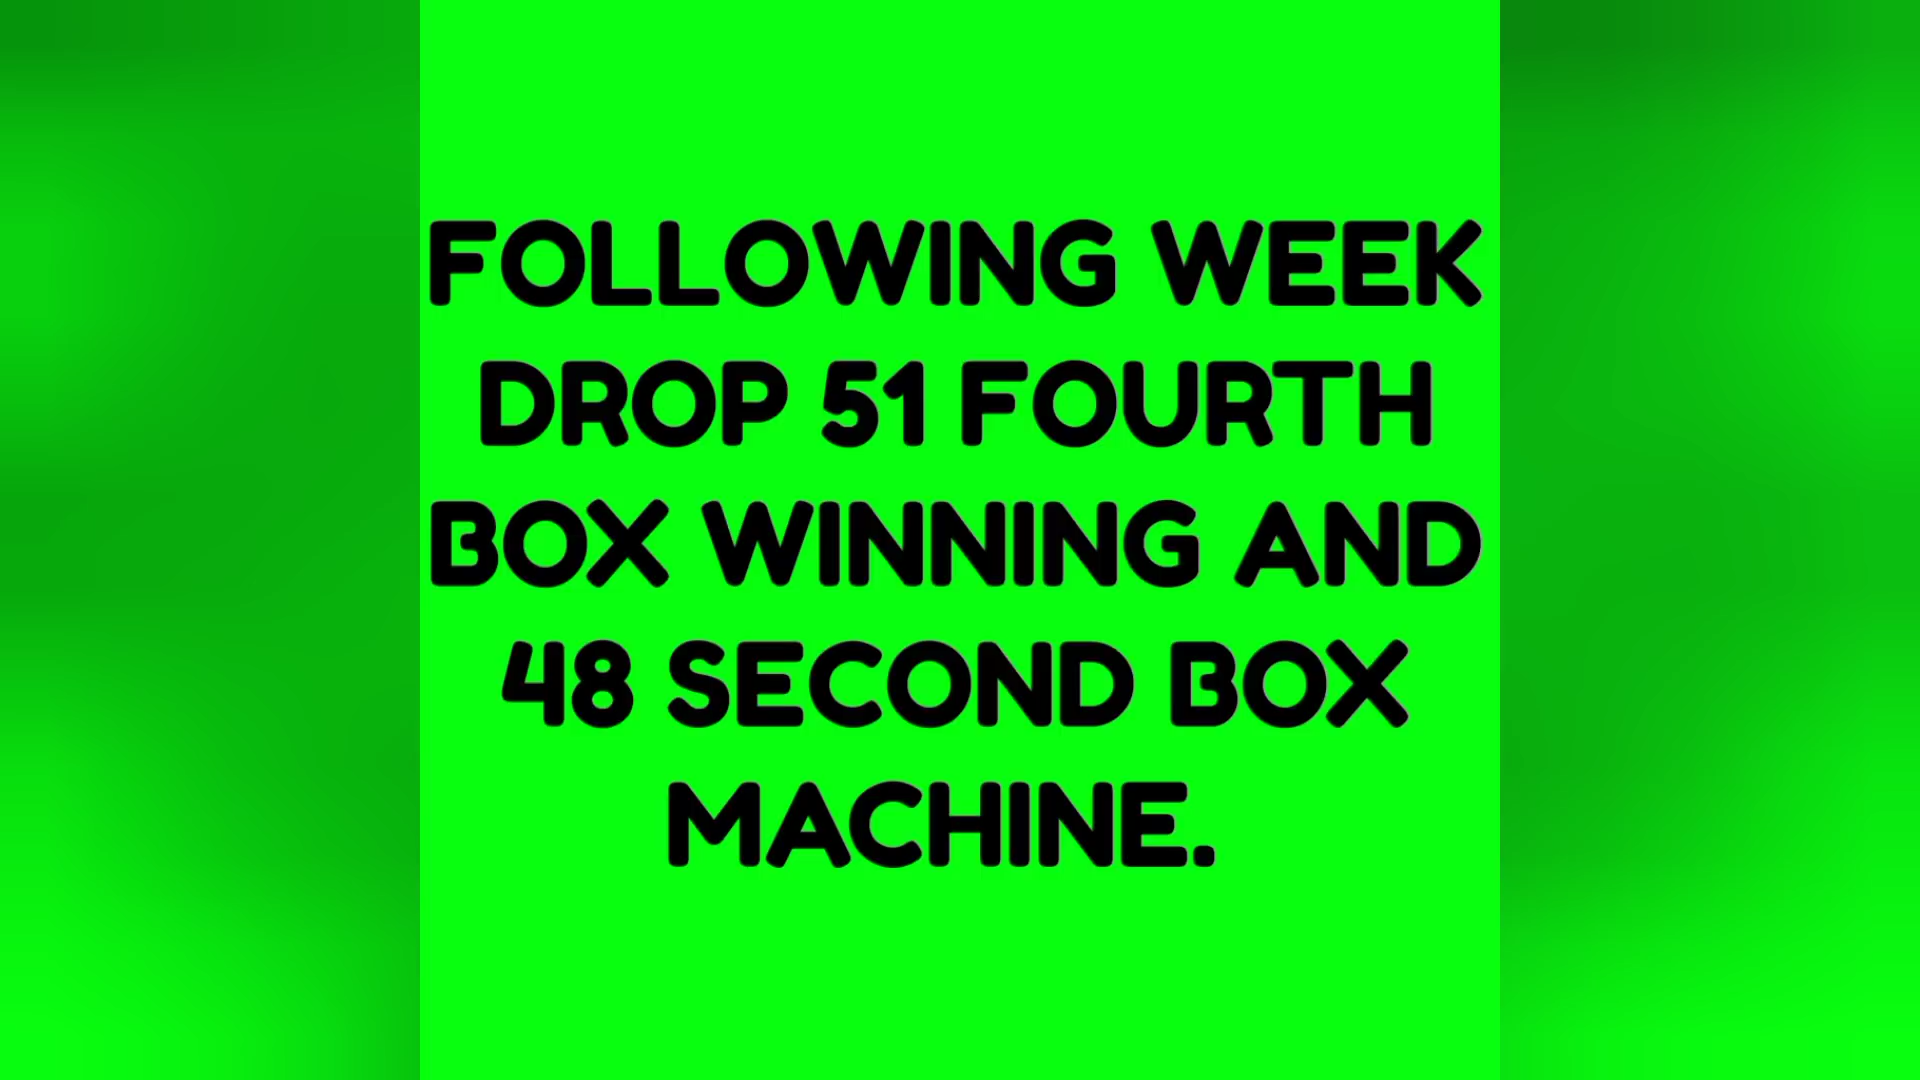 FOLLOWING WEEK
DROP 51 FOURTH
BOX WINNING AND
48 SECOND BOX
MACHINE.